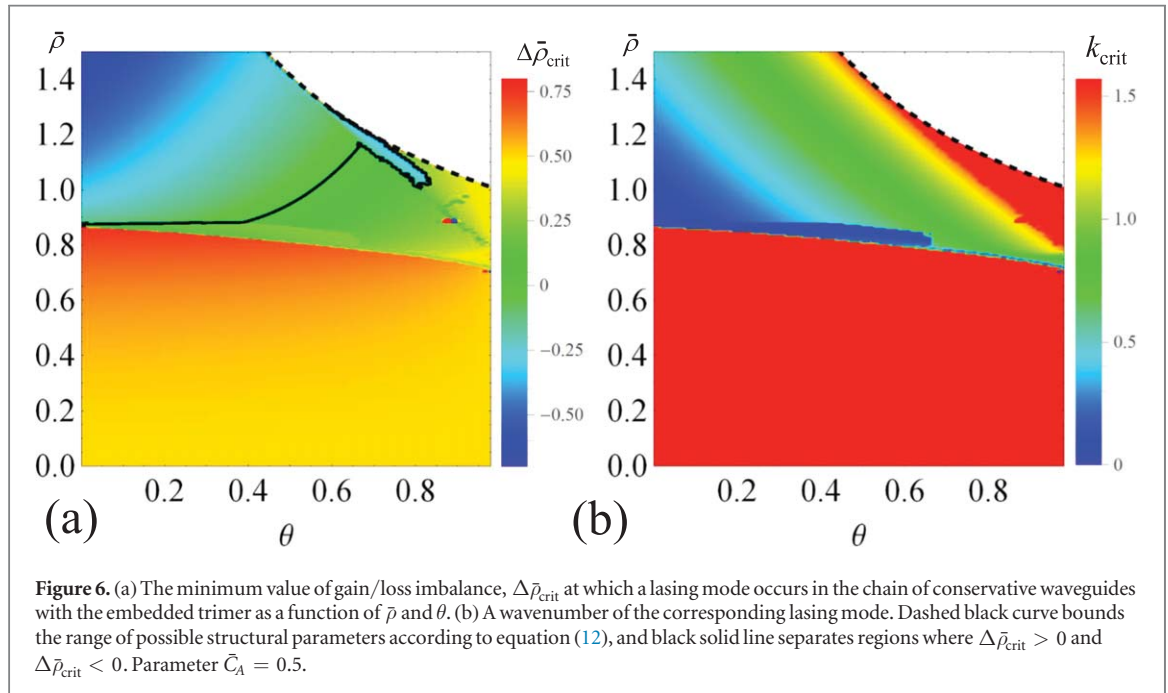 ρ̄
Δρ̄crit
1.4
1.2
1.0
0.8
0.6
0.4
0.2
0.0
0.2 0.4 0.6 0.8
θ
(a)
0.75
0.50
0.25
0
−0.25
−0.50
ρ̄
kcrit
1.4
1.2
1.0
0.8
0.6
0.4
0.2
0.0
0.2 0.4 0.6 0.8
θ
(b)
1.5
1.0
0.5
0
Figure 6. (a) The minimum value of gain/loss imbalance, Δρ̄crit at which a lasing mode occurs in the chain of conservative waveguides
with the embedded trimer as a function of ρ̄ and θ. (b) A wavenumber of the corresponding lasing mode. Dashed black curve bounds
the range of possible structural parameters according to equation (12), and black solid line separates regions where Δρ̄crit > 0 and
Δρ̄crit < 0. Parameter C̄A = 0.5.